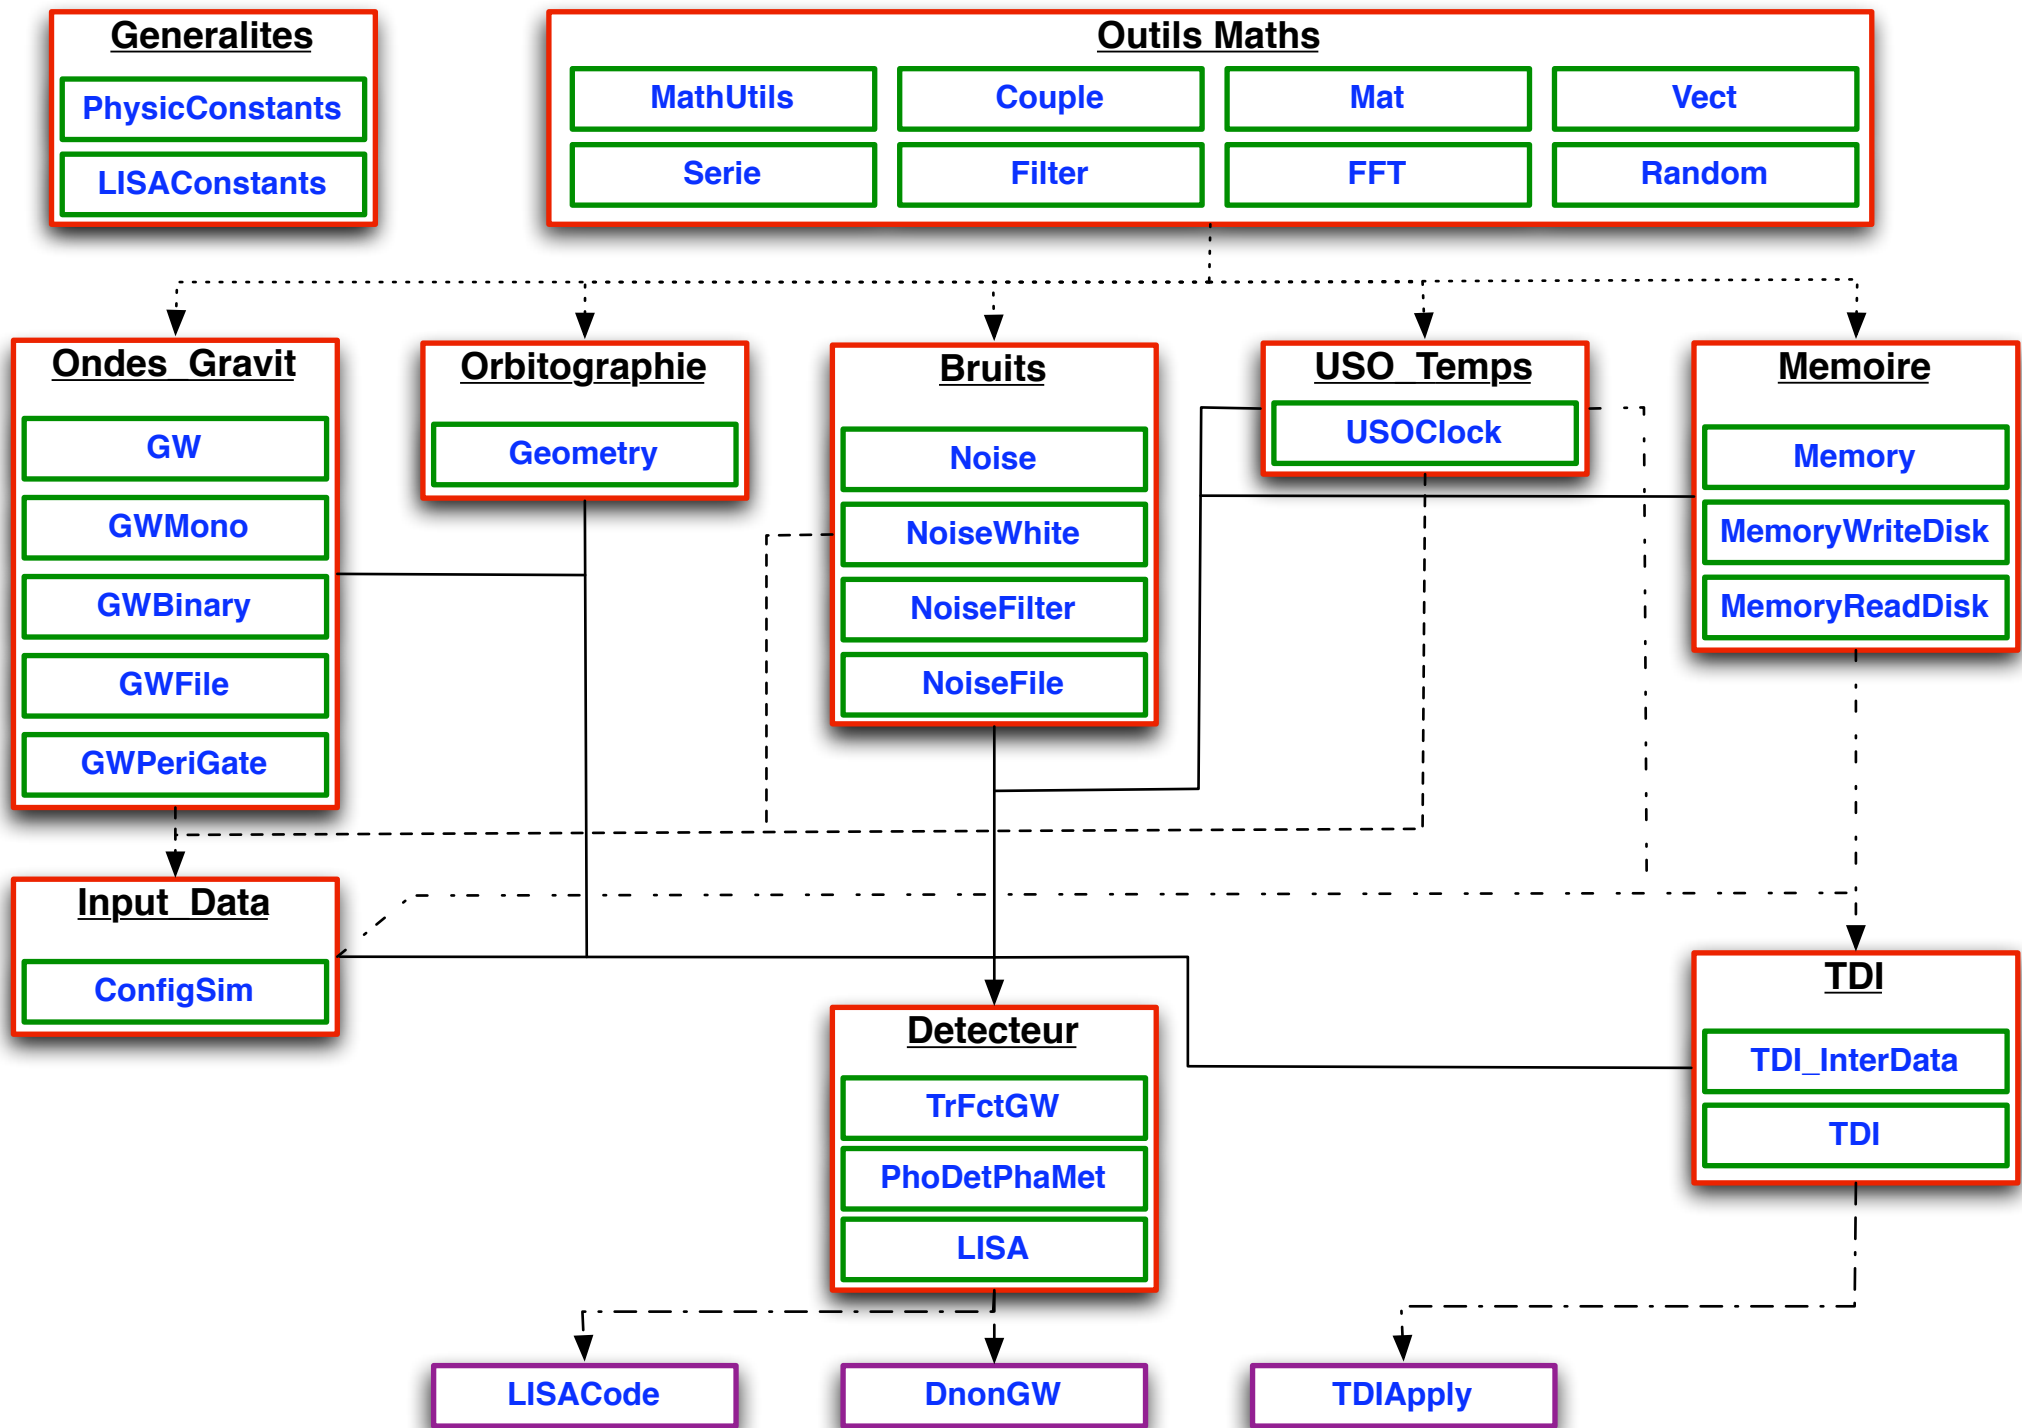 Generalites
PhysicConstants
LISAConstants
Outils Maths
MathUtils Couple Mat Vect
Serie Filter FFT Random
Ondes_Gravit
GW
GWMono
GWBinary
GWFile
GWPeriGate
Orbitographie
Geometry
Bruits
Noise
NoiseWhite
NoiseFilter
NoiseFile
USO_Temps
USOClock
Memoire
Memory
MemoryWriteDisk
MemoryReadDisk
Input_Data
ConfigSim
Detecteur
TrFctGW
PhoDetPhaMet
LISA
TDI
TDI_InterData
TDI
LISACode
DnonGW
TDIApply